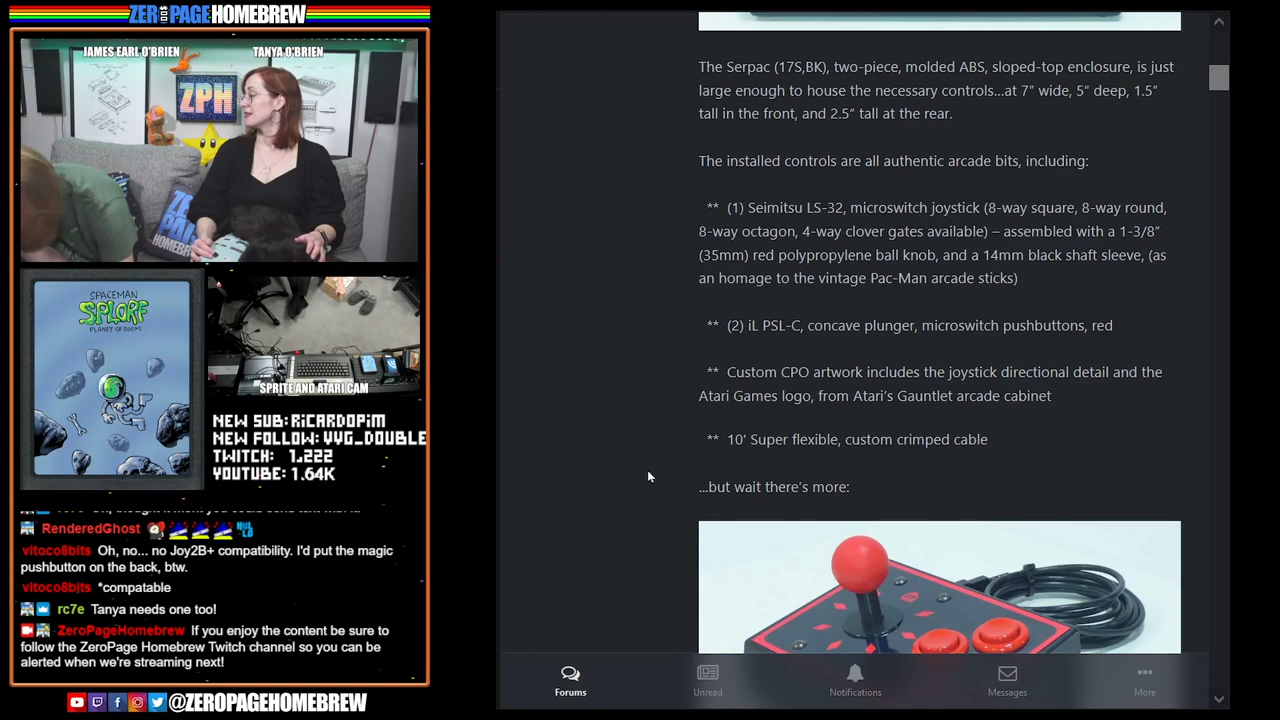 ZEROPAGE HOMEBREW
JAMES EARL O'BRIEN
TANYA O'BRIEN
ZPH
ZERO
PAGE
HOMEBREW
SPACEMAN
SPLORF
PLANET OF DOOM!
SPRITE AND ATARI CAM
NEW SUB: RICARDOPIM
NEW FOLLOW: VVG_DOUBLE
TWITCH: 1.222
YOUTUBE: 1.64K
RenderedGhost
vitoco8bits Oh, no... no Joy2B+ compatibility. I'd put the magic
pushbutton on the back, btw.
vitoco8bits *compatable
rc7e Tanya needs one too!
ZeroPageHomebrew If you enjoy the content be sure to
follow the ZeroPage Homebrew Twitch channel so you can be
alerted when we're streaming next!
@ZEROPAGEHOMEBREW
The Serpac (17S,BK), two-piece, molded ABS, sloped-top enclosure, is just
large enough to house the necessary controls...at 7” wide, 5” deep, 1.5”
tall in the front, and 2.5” tall at the rear.
The installed controls are all authentic arcade bits, including:
** (1) Seimitsu LS-32, microswitch joystick (8-way square, 8-way round,
8-way octagon, 4-way clover gates available) – assembled with a 1-3/8”
(35mm) red polypropylene ball knob, and a 14mm black shaft sleeve, (as
an homage to the vintage Pac-Man arcade sticks)
** (2) iL PSL-C, concave plunger, microswitch pushbuttons, red
** Custom CPO artwork includes the joystick directional detail and the
Atari Games logo, from Atari’s Gauntlet arcade cabinet
** 10' Super flexible, custom crimped cable
...but wait there’s more:
Forums
Unread
Notifications
Messages
More